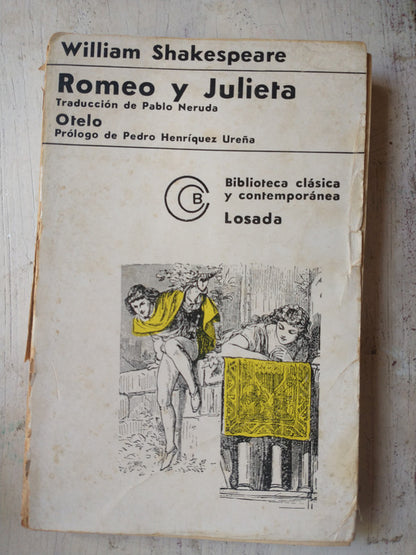 William Shakespeare
Romeo y Julieta
Traducción de Pablo Neruda
Otelo
Prólogo de Pedro Henríquez Ureña
B
Biblioteca clásica
y contemporánea
Losada